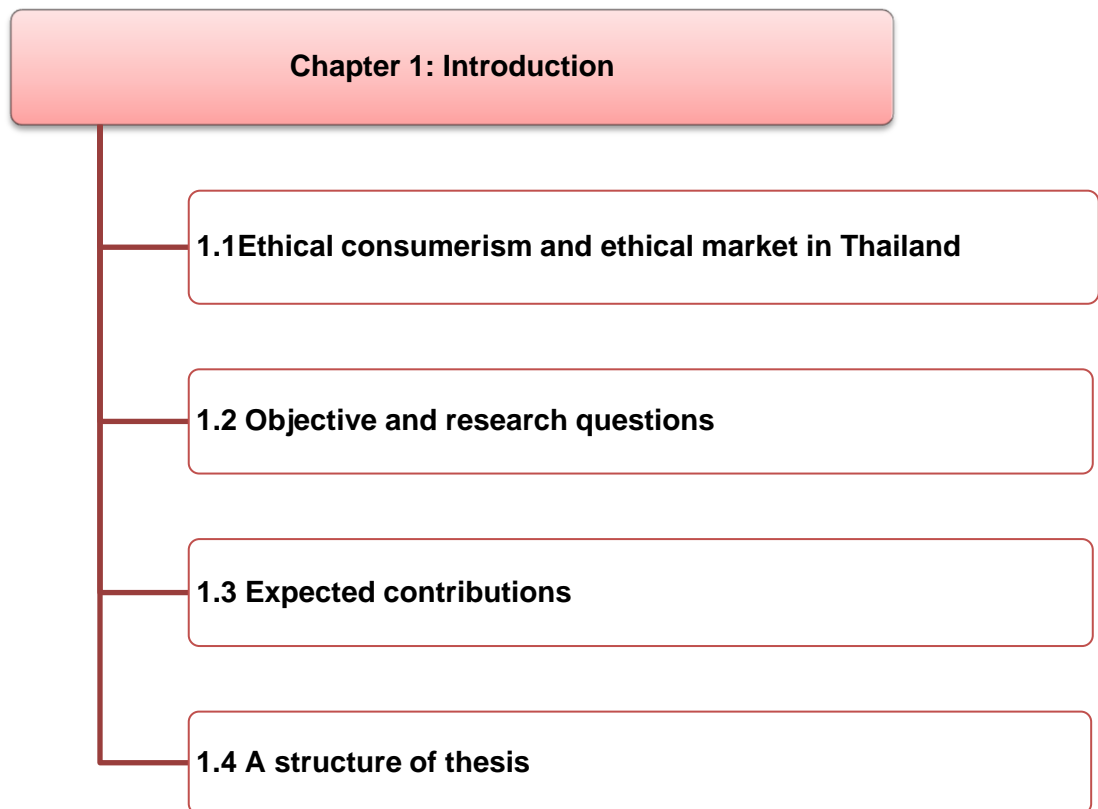 Chapter 1: Introduction
1.1Ethical consumerism and ethical market in Thailand
1.2 Objective and research questions
1.3 Expected contributions
1.4 A structure of thesis